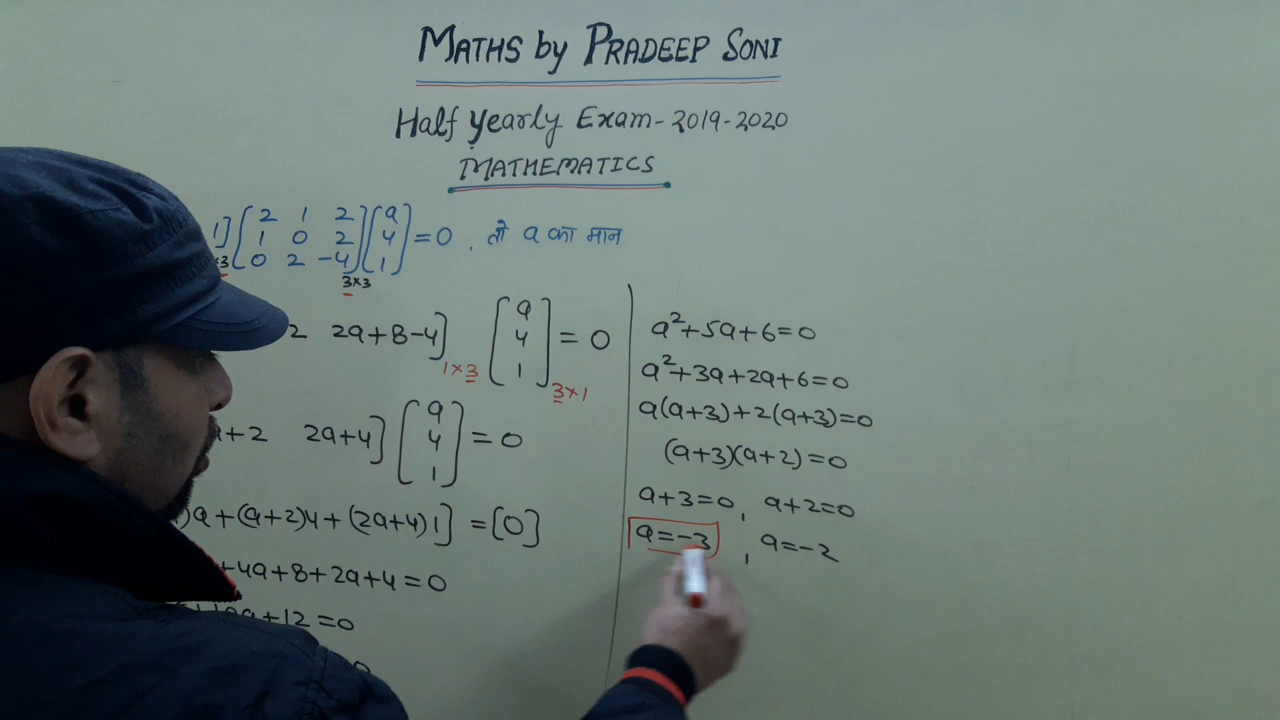 MATHS by PRADEEP SONI
Half Yearly Exam-2019-2020
MATHEMATICS
1] [2 1 2 [a
1 0 2 4 =0, तो a का मान
0 2 -4] 1]
×3 3×3
2 2a+8-4] 1×3 [a 4 1] 3×1 = 0
a+2 2a+4] [a 4 1] = 0
)a+(a+2)4+(2a+4)1] =[0]
+4a+8+2a+4=0
+10a+12=0
0
a²+5a+6=0
a²+3a+2a+6=0
a(a+3)+2(a+3)=0
(a+3)(a+2)=0
a+3=0, a+2=0
a=-3, a=-2